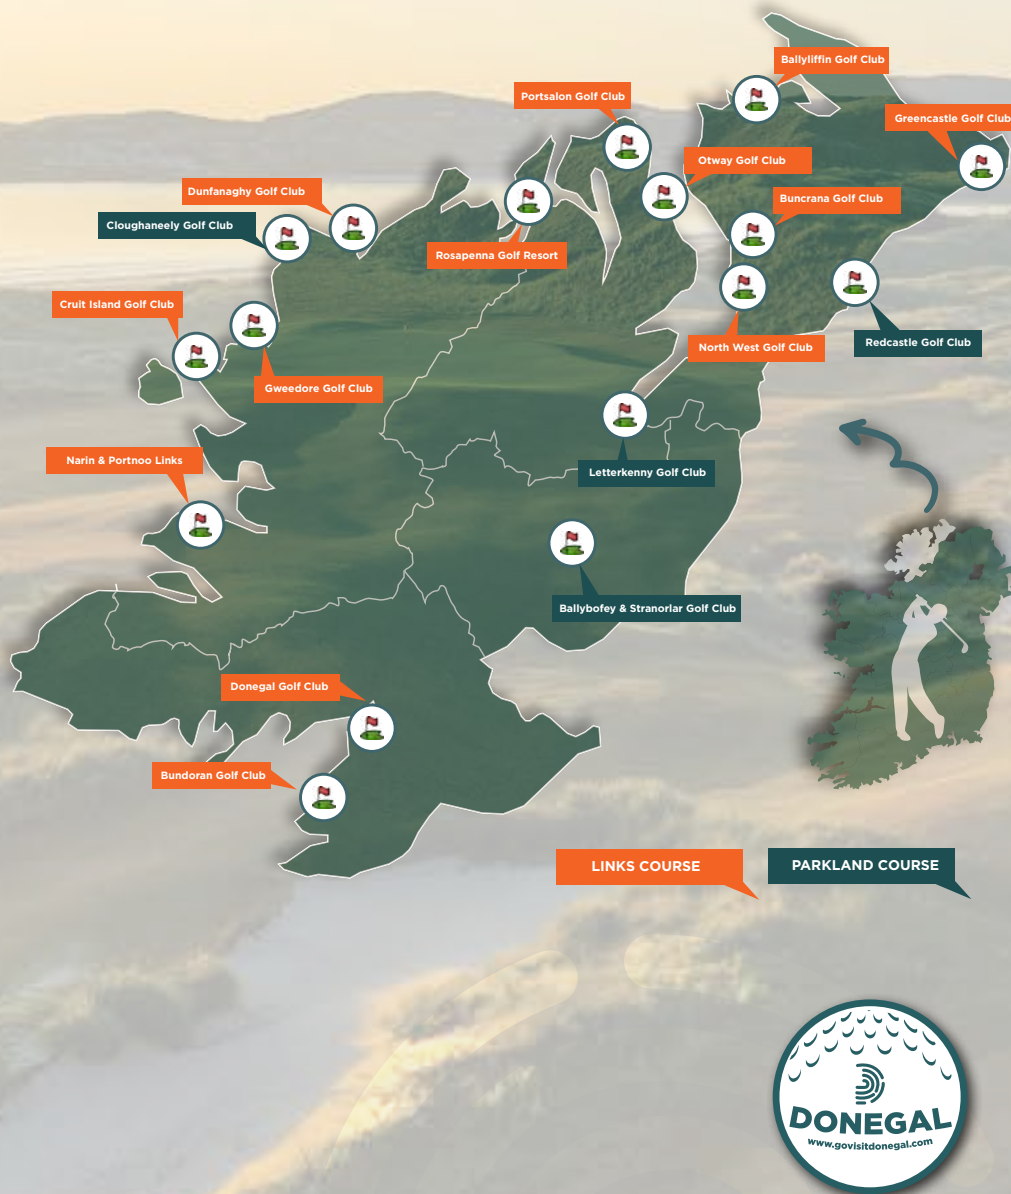 Ballyliffin Golf Club
Portsalon Golf Club
Greencastle Golf Club
Otway Golf Club
Dunfanaghy Golf Club
Buncrana Golf Club
Cloughaneely Golf Club
Rosapenna Golf Resort
Cruit Island Golf Club
Redcastle Golf Club
North West Golf Club
Gweedore Golf Club
Narin & Portnoo Links
Letterkenny Golf Club
Ballybofey & Stranorlar Golf Club
Donegal Golf Club
Bundoran Golf Club
LINKS COURSE
PARKLAND COURSE
DONEGAL
www.govisitdonegal.com